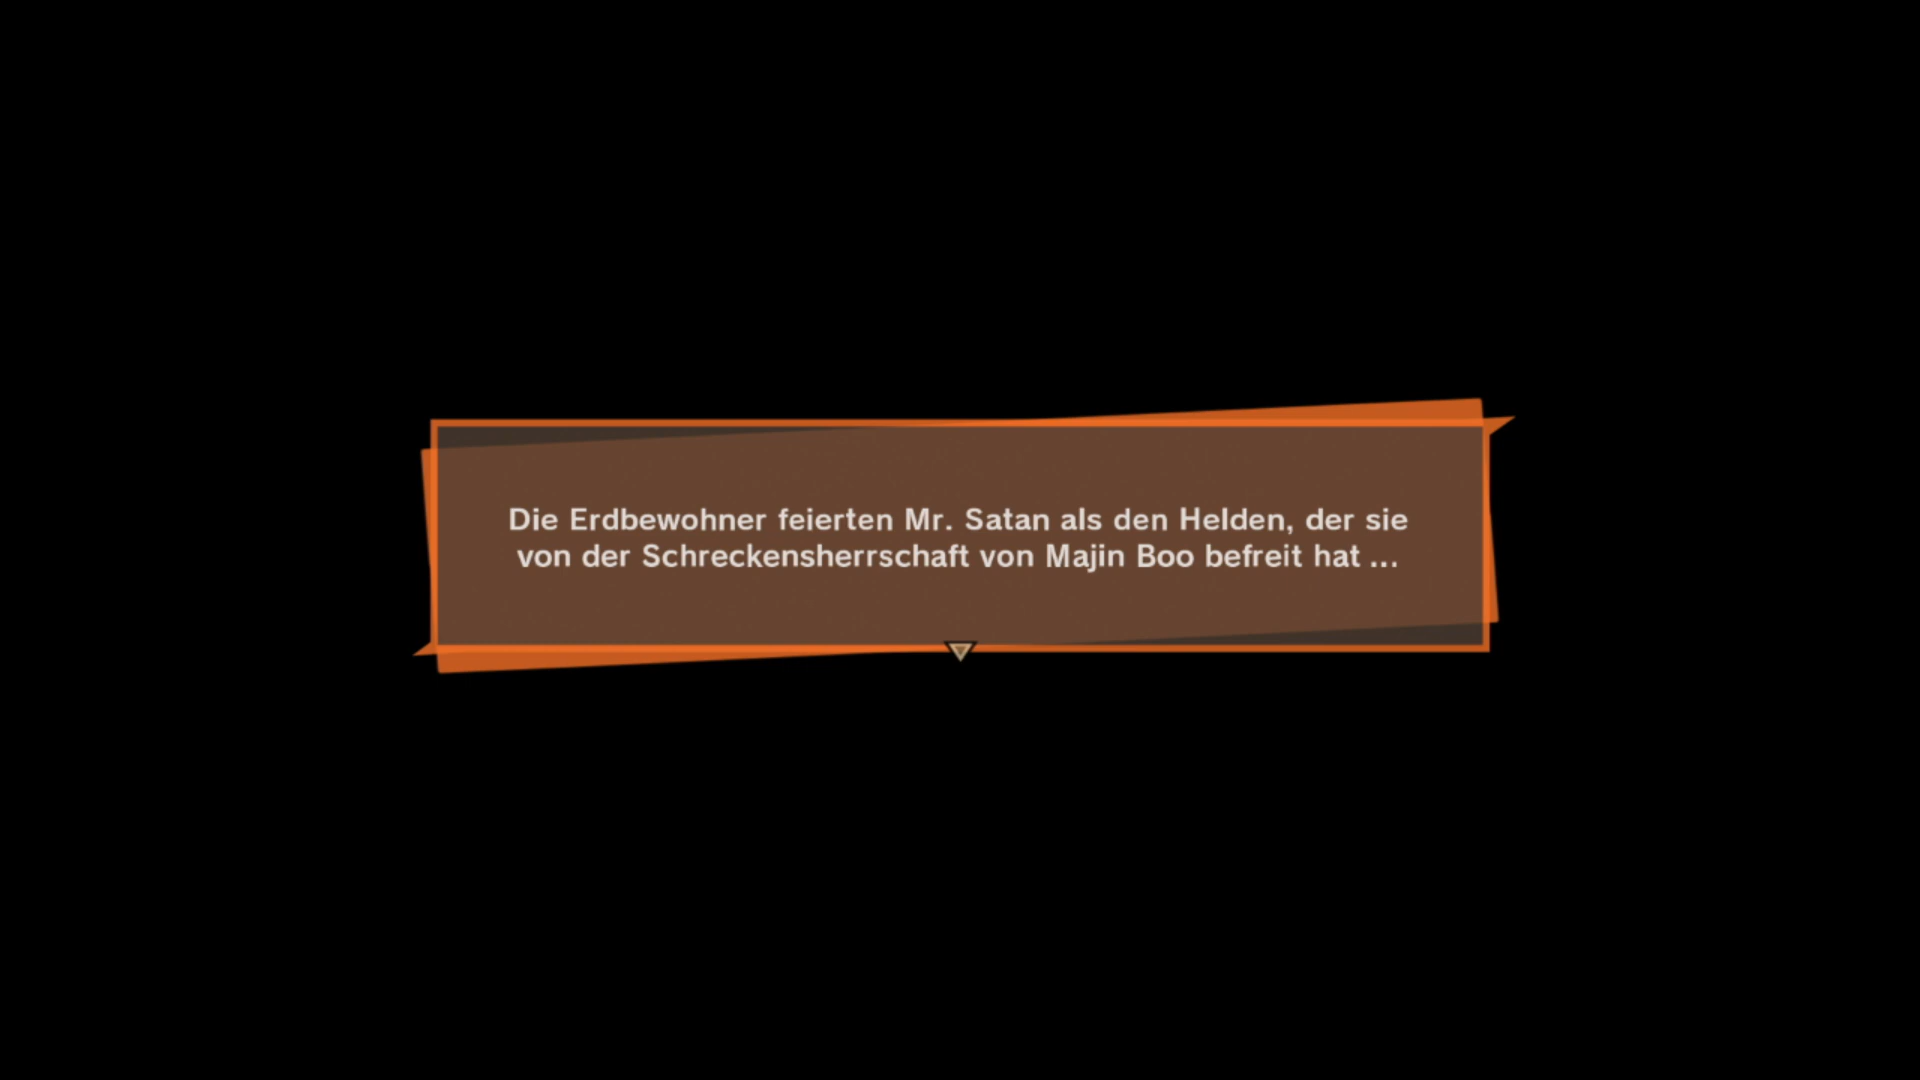 Die Erdbewohner feierten Mr. Satan als den Helden, der sie
von der Schreckensherrschaft von Majin Boo befreit hat ...